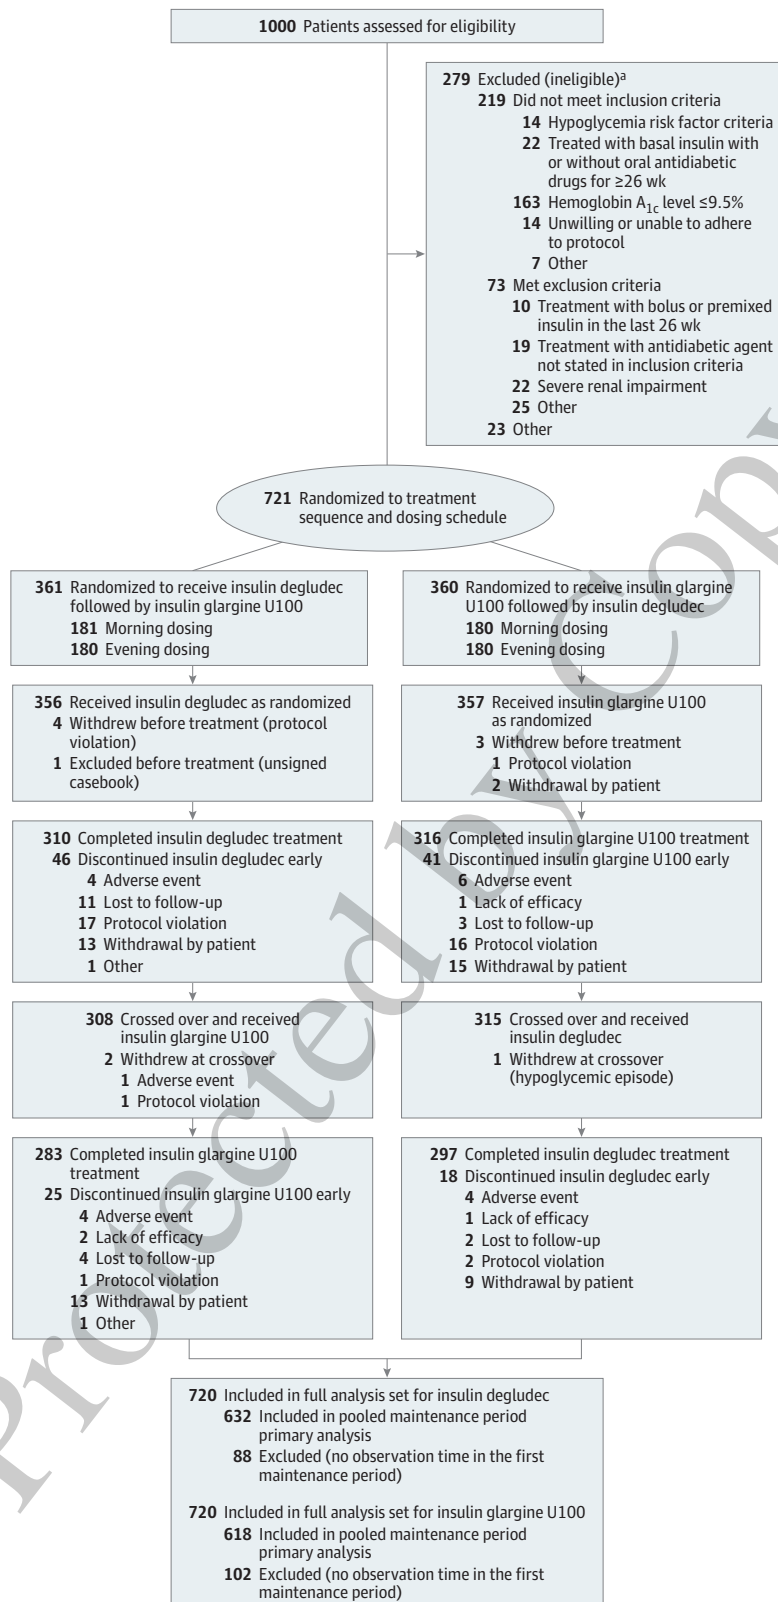 1000 Patients assessed for eligibility
279 Excluded (ineligible)a
219 Did not meet inclusion criteria
14 Hypoglycemia risk factor criteria
22 Treated with basal insulin with
or without oral antidiabetic
drugs for ≥26 wk
163 Hemoglobin A1c level ≤9.5%
14 Unwilling or unable to adhere
to protocol
7 Other
73 Met exclusion criteria
10 Treatment with bolus or premixed
insulin in the last 26 wk
19 Treatment with antidiabetic agent
not stated in inclusion criteria
22 Severe renal impairment
25 Other
23 Other
721 Randomized to treatment
sequence and dosing schedule
361 Randomized to receive insulin degludec
followed by insulin glargine U100
181 Morning dosing
180 Evening dosing
360 Randomized to receive insulin glargine
U100 followed by insulin degludec
180 Morning dosing
180 Evening dosing
356 Received insulin degludec as randomized
4 Withdrew before treatment (protocol
violation)
1 Excluded before treatment (unsigned
casebook)
357 Received insulin glargine U100
as randomized
3 Withdrew before treatment
1 Protocol violation
2 Withdrawal by patient
310 Completed insulin degludec treatment
46 Discontinued insulin degludec early
4 Adverse event
11 Lost to follow-up
17 Protocol violation
13 Withdrawal by patient
1 Other
316 Completed insulin glargine U100 treatment
41 Discontinued insulin glargine U100 early
6 Adverse event
1 Lack of efficacy
3 Lost to follow-up
16 Protocol violation
15 Withdrawal by patient
308 Crossed over and received
insulin glargine U100
2 Withdrew at crossover
1 Adverse event
1 Protocol violation
315 Crossed over and received
insulin degludec
1 Withdrew at crossover
(hypoglycemic episode)
283 Completed insulin glargine U100
treatment
25 Discontinued insulin glargine U100 early
4 Adverse event
2 Lack of efficacy
4 Lost to follow-up
1 Protocol violation
13 Withdrawal by patient
1 Other
297 Completed insulin degludec treatment
18 Discontinued insulin degludec early
4 Adverse event
1 Lack of efficacy
2 Lost to follow-up
2 Protocol violation
9 Withdrawal by patient
720 Included in full analysis set for insulin degludec
632 Included in pooled maintenance period
primary analysis
88 Excluded (no observation time in the first
maintenance period)
720 Included in full analysis set for insulin glargine U100
618 Included in pooled maintenance period
primary analysis
102 Excluded (no observation time in the first
maintenance period)
Protected by Copy